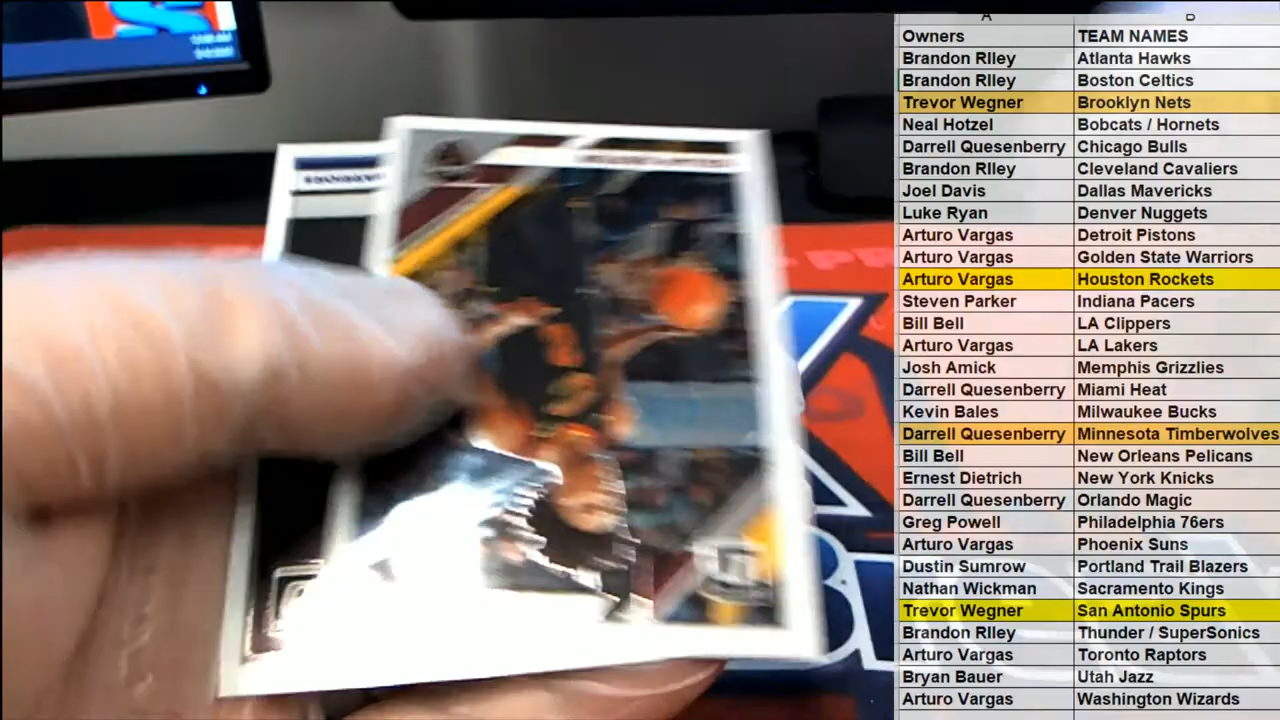 A B
Owners TEAM NAMES
Brandon RIley Atlanta Hawks
Brandon RIley Boston Celtics
Trevor Wegner Brooklyn Nets
Neal Hotzel Bobcats / Hornets
Darrell Quesenberry Chicago Bulls
Brandon RIley Cleveland Cavaliers
Joel Davis Dallas Mavericks
Luke Ryan Denver Nuggets
Arturo Vargas Detroit Pistons
Arturo Vargas Golden State Warriors
Arturo Vargas Houston Rockets
Steven Parker Indiana Pacers
Bill Bell LA Clippers
Arturo Vargas LA Lakers
Josh Amick Memphis Grizzlies
Darrell Quesenberry Miami Heat
Kevin Bales Milwaukee Bucks
Darrell Quesenberry Minnesota Timberwolves
Bill Bell New Orleans Pelicans
Ernest Dietrich New York Knicks
Darrell Quesenberry Orlando Magic
Greg Powell Philadelphia 76ers
Arturo Vargas Phoenix Suns
Dustin Sumrow Portland Trail Blazers
Nathan Wickman Sacramento Kings
Trevor Wegner San Antonio Spurs
Brandon RIley Thunder / SuperSonics
Arturo Vargas Toronto Raptors
Bryan Bauer Utah Jazz
Arturo Vargas Washington Wizards